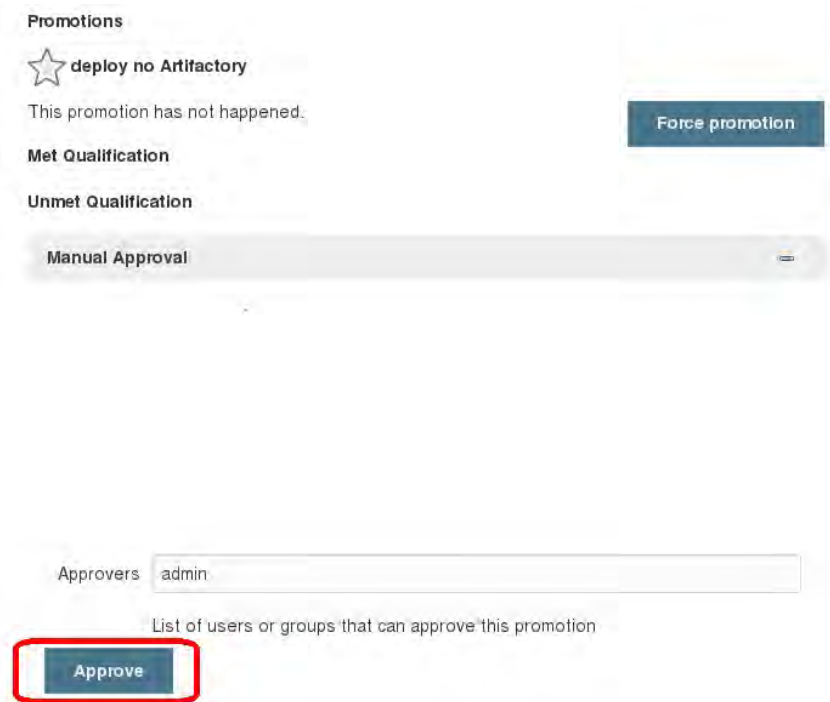 Promotions
deploy no Artifactory
This promotion has not happened.
Force promotion
Met Qualification
Unmet Qualification
Manual Approval
Approvers admin
List of users or groups that can approve this promotion
Approve